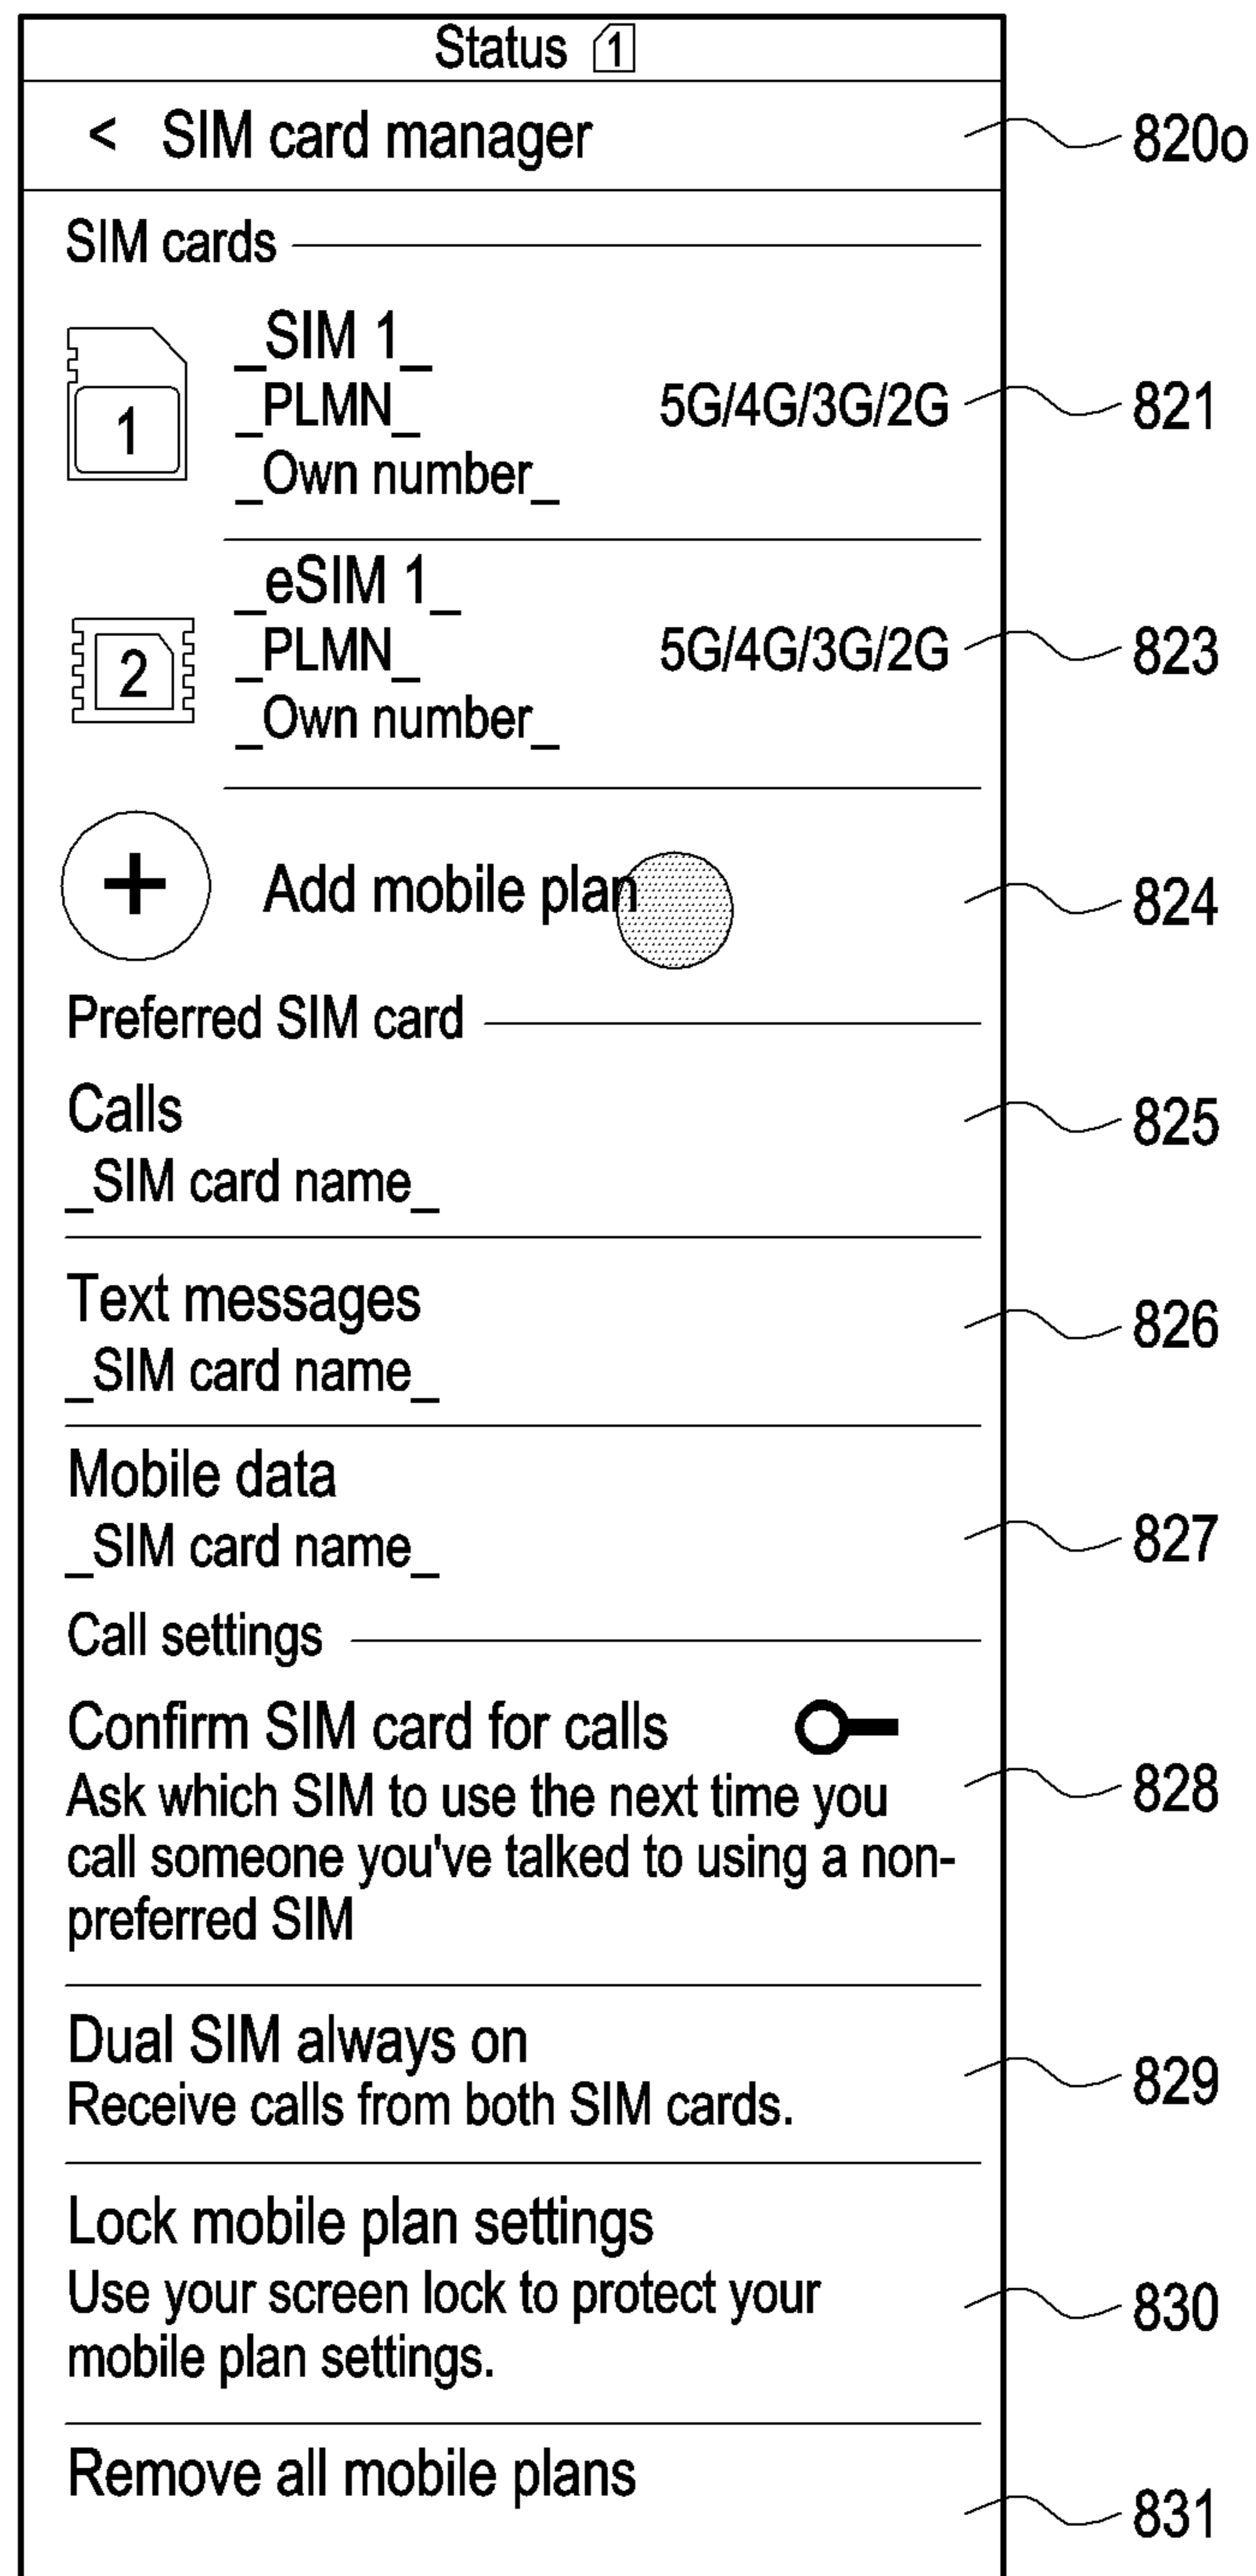 Status 1
< SIM card manager
820o
SIM cards
_SIM 1_
1
_PLMN_ 5G/4G/3G/2G
821
_Own number_
_eSIM 1_
2
_PLMN_ 5G/4G/3G/2G
823
_Own number_
+ Add mobile plan
824
Preferred SIM card
Calls
825
_SIM card name_
Text messages
826
_SIM card name_
Mobile data
_SIM card name_
827
Call settings
Confirm SIM card for calls
Ask which SIM to use the next time you
828
call someone you've talked to using a non-
preferred SIM
Dual SIM always on
829
Receive calls from both SIM cards.
Lock mobile plan settings
Use your screen lock to protect your
830
mobile plan settings.
Remove all mobile plans
831